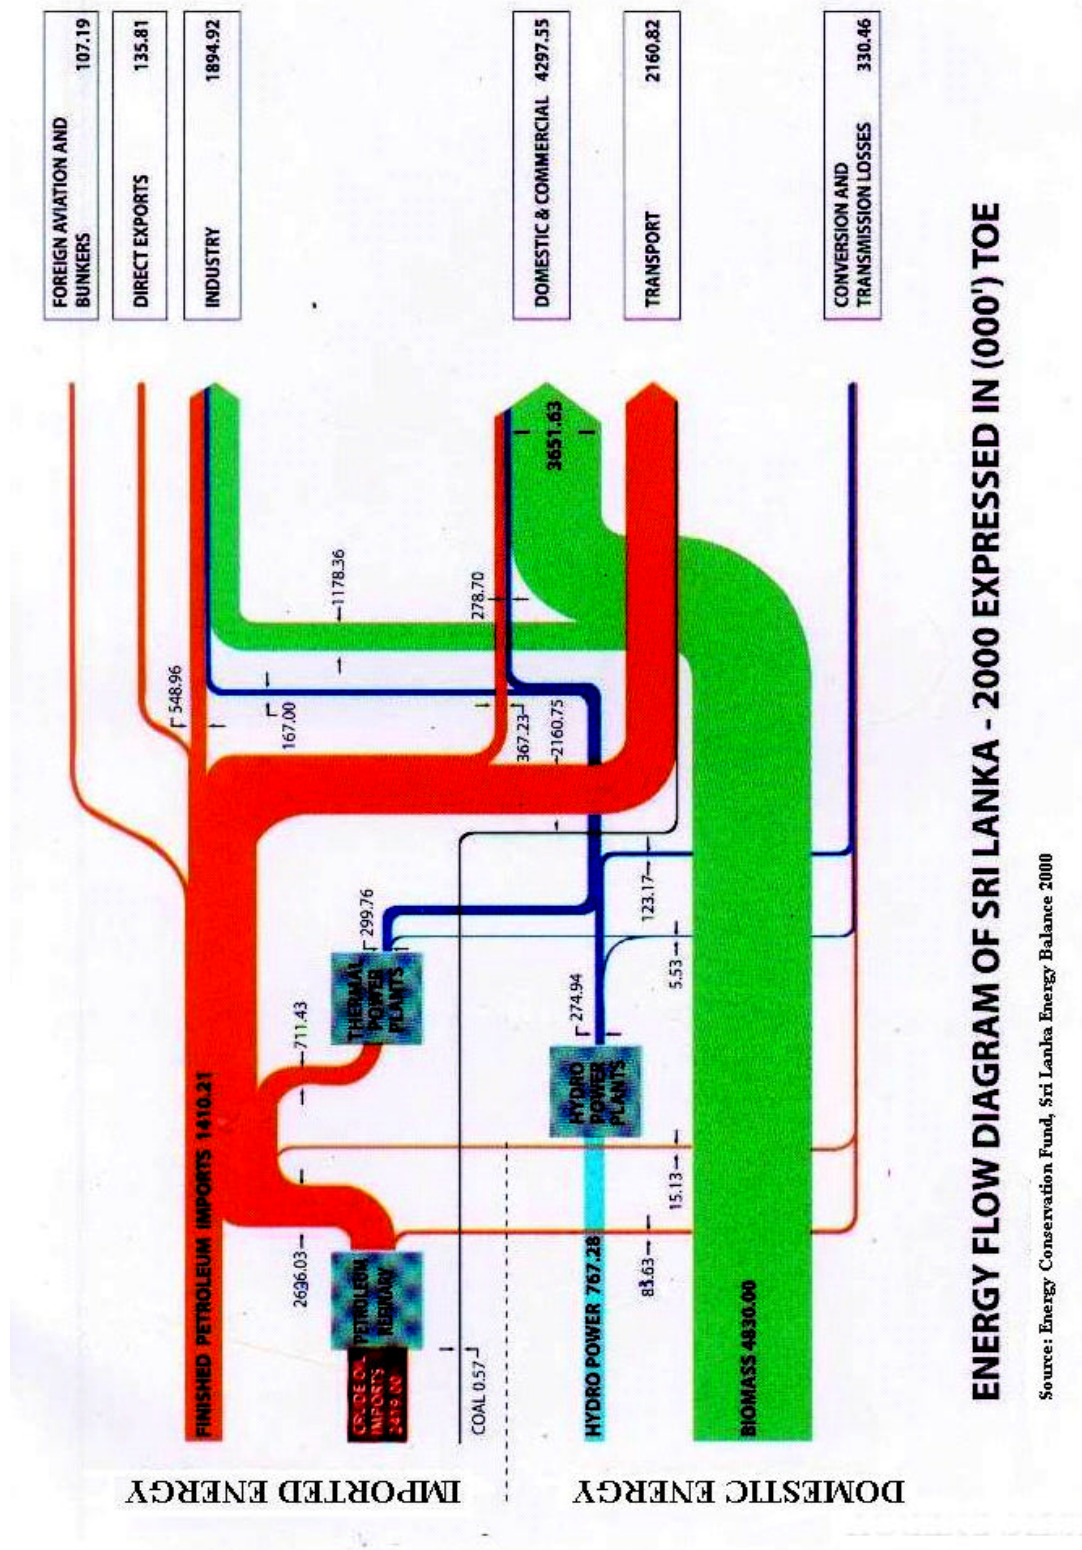 IMPORTED ENERGY
DOMESTIC ENERGY
FINISHED PETROLEUM IMPORTS 1410.21
CRUDE OIL
IMPORTS
PETROLEUM
REFINARY
COAL 0.57
HYDRO POWER 767.28
BIOMASS 4830.00
15.13
711.43
HYDRO
POWER
PLANTS
274.94
THERMAL
POWER
PLANTS
299.76
5.53
123.17
548.96
167.00
367.23
2160.75
1178.36
278.70
3651.63
FOREIGN AVIATION AND
BUNKERS 107.19
DIRECT EXPORTS 135.81
INDUSTRY 1894.92
DOMESTIC & COMMERCIAL 4297.55
TRANSPORT 2160.82
CONVERSION AND
TRANSMISSION LOSSES 330.46
ENERGY FLOW DIAGRAM OF SRI LANKA - 2000 EXPRESSED IN (000') TOE
Source: Energy Conservation Fund, Sri Lanka Energy Balance 2000